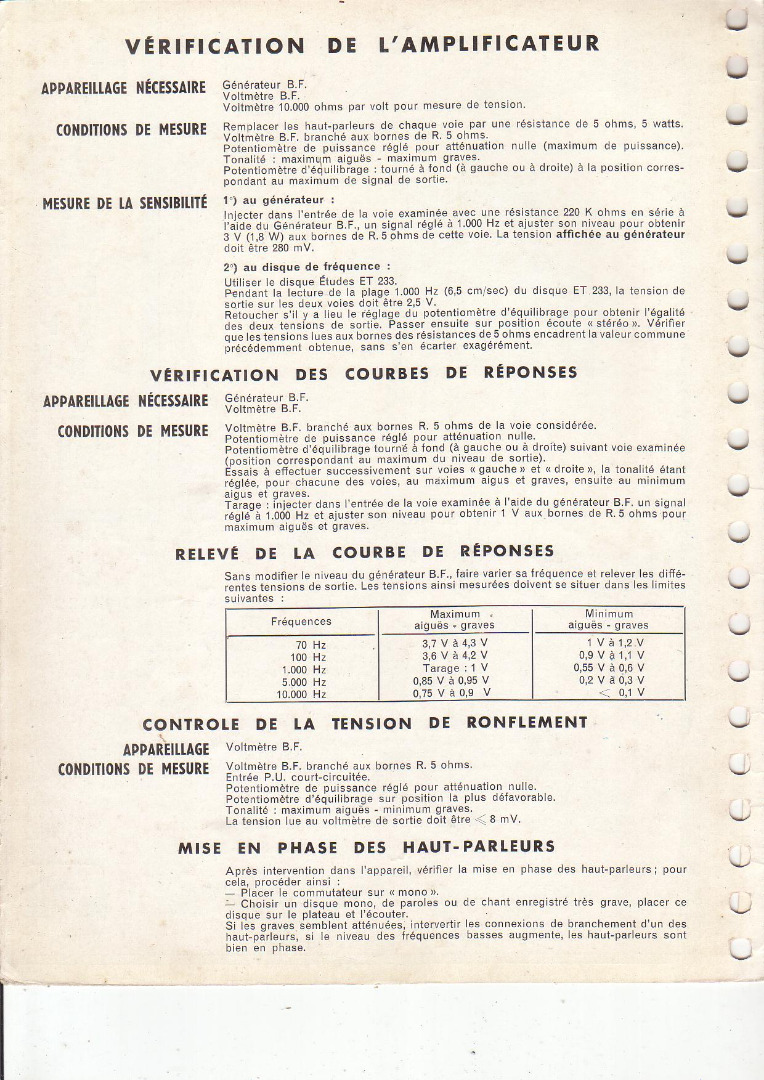 VÉRIFICATION DE L'AMPLIFICATEUR
APPAREILLAGE NÉCESSAIRE
Générateur B.F.
Voltmètre B.F.
Voltmètre 10.000 ohms par volt pour mesure de tension.
CONDITIONS DE MESURE
Remplacer les haut-parleurs de chaque voie par une résistance de 5 ohms, 5 watts.
Voltmètre B.F. branché aux bornes de R. 5 ohms.
Potentiomètre de puissance réglé pour atténuation nulle (maximum de puissance).
Tonalité : maximum aiguës - maximum graves.
Potentiomètre d'équilibrage : tourné à fond (à gauche ou à droite) à la position corres-
pondant au maximum de signal de sortie.
MESURE DE LA SENSIBILITÉ
1°) au générateur :
Injecter dans l'entrée de la voie examinée avec une résistance 220 K ohms en série à
l'aide du Générateur B.F., un signal réglé à 1.000 Hz et ajuster son niveau pour obtenir
3 V (1,8 W) aux bornes de R. 5 ohms de cette voie. La tension affichée au générateur
doit être 280 mV.
2°) au disque de fréquence :
Utiliser le disque Études ET 233.
Pendant la lecture de la plage 1.000 Hz (6,5 cm/sec) du disque ET 233, la tension de
sortie sur les deux voies doit être 2,5 V.
Retoucher s'il y a lieu le réglage du potentiomètre d'équilibrage pour obtenir l'égalité
des deux tensions de sortie. Passer ensuite sur position écoute « stéréo ». Vérifier
que les tensions lues aux bornes des résistances de 5 ohms encadrent la valeur commune
précédemment obtenue, sans s'en écarter exagérément.
VÉRIFICATION DES COURBES DE RÉPONSES
APPAREILLAGE NÉCESSAIRE
Générateur B.F.
Voltmètre B.F.
CONDITIONS DE MESURE
Voltmètre B.F. branché aux bornes R. 5 ohms de la voie considérée.
Potentiomètre de puissance réglé pour atténuation nulle.
Potentiomètre d'équilibrage tourné à fond (à gauche ou à droite) suivant voie examinée
(position correspondant au maximum du niveau de sortie).
Essais à effectuer successivement sur voies « gauche » et « droite », la tonalité étant
réglée, pour chacune des voies, au maximum aigus et graves, ensuite au minimum
aigus et graves.
Tarage : injecter dans l'entrée de la voie examinée à l'aide du générateur B.F. un signal
réglé à 1.000 Hz et ajuster son niveau pour obtenir 1 V aux bornes de R. 5 ohms pour
maximum aiguës et graves.
RELEVÉ DE LA COURBE DE RÉPONSES
Sans modifier le niveau du générateur B.F., faire varier sa fréquence et relever les diffé-
rentes tensions de sortie. Les tensions ainsi mesurées doivent se situer dans les limites
suivantes :
Fréquences Maximum aiguës - graves Minimum aiguës - graves
70 Hz 3,7 V à 4,3 V 1 V à 1,2 V
100 Hz 3,6 V à 4,2 V 0,9 V à 1,1 V
1.000 Hz Tarage : 1 V 0,55 V à 0,6 V
5.000 Hz 0,85 V à 0,95 V 0,2 V à 0,3 V
10.000 Hz 0,75 V à 0,9 V < 0,1 V
CONTROLE DE LA TENSION DE RONFLEMENT
APPAREILLAGE
Voltmètre B.F.
CONDITIONS DE MESURE
Voltmètre B.F. branché aux bornes R. 5 ohms.
Entrée P.U. court-circuitée.
Potentiomètre de puissance réglé pour atténuation nulle.
Potentiomètre d'équilibrage sur position la plus défavorable.
Tonalité : maximum aiguës - minimum graves.
La tension lue au voltmètre de sortie doit être < 8 mV.
MISE EN PHASE DES HAUT-PARLEURS
Après intervention dans l'appareil, vérifier la mise en phase des haut-parleurs; pour
cela, procéder ainsi :
— Placer le commutateur sur « mono ».
— Choisir un disque mono, de paroles ou de chant enregistré très grave, placer ce
disque sur le plateau et l'écouter.
Si les graves semblent atténuées, intervertir les connexions de branchement d'un des
haut-parleurs, si le niveau des fréquences basses augmente, les haut-parleurs sont
bien en phase.